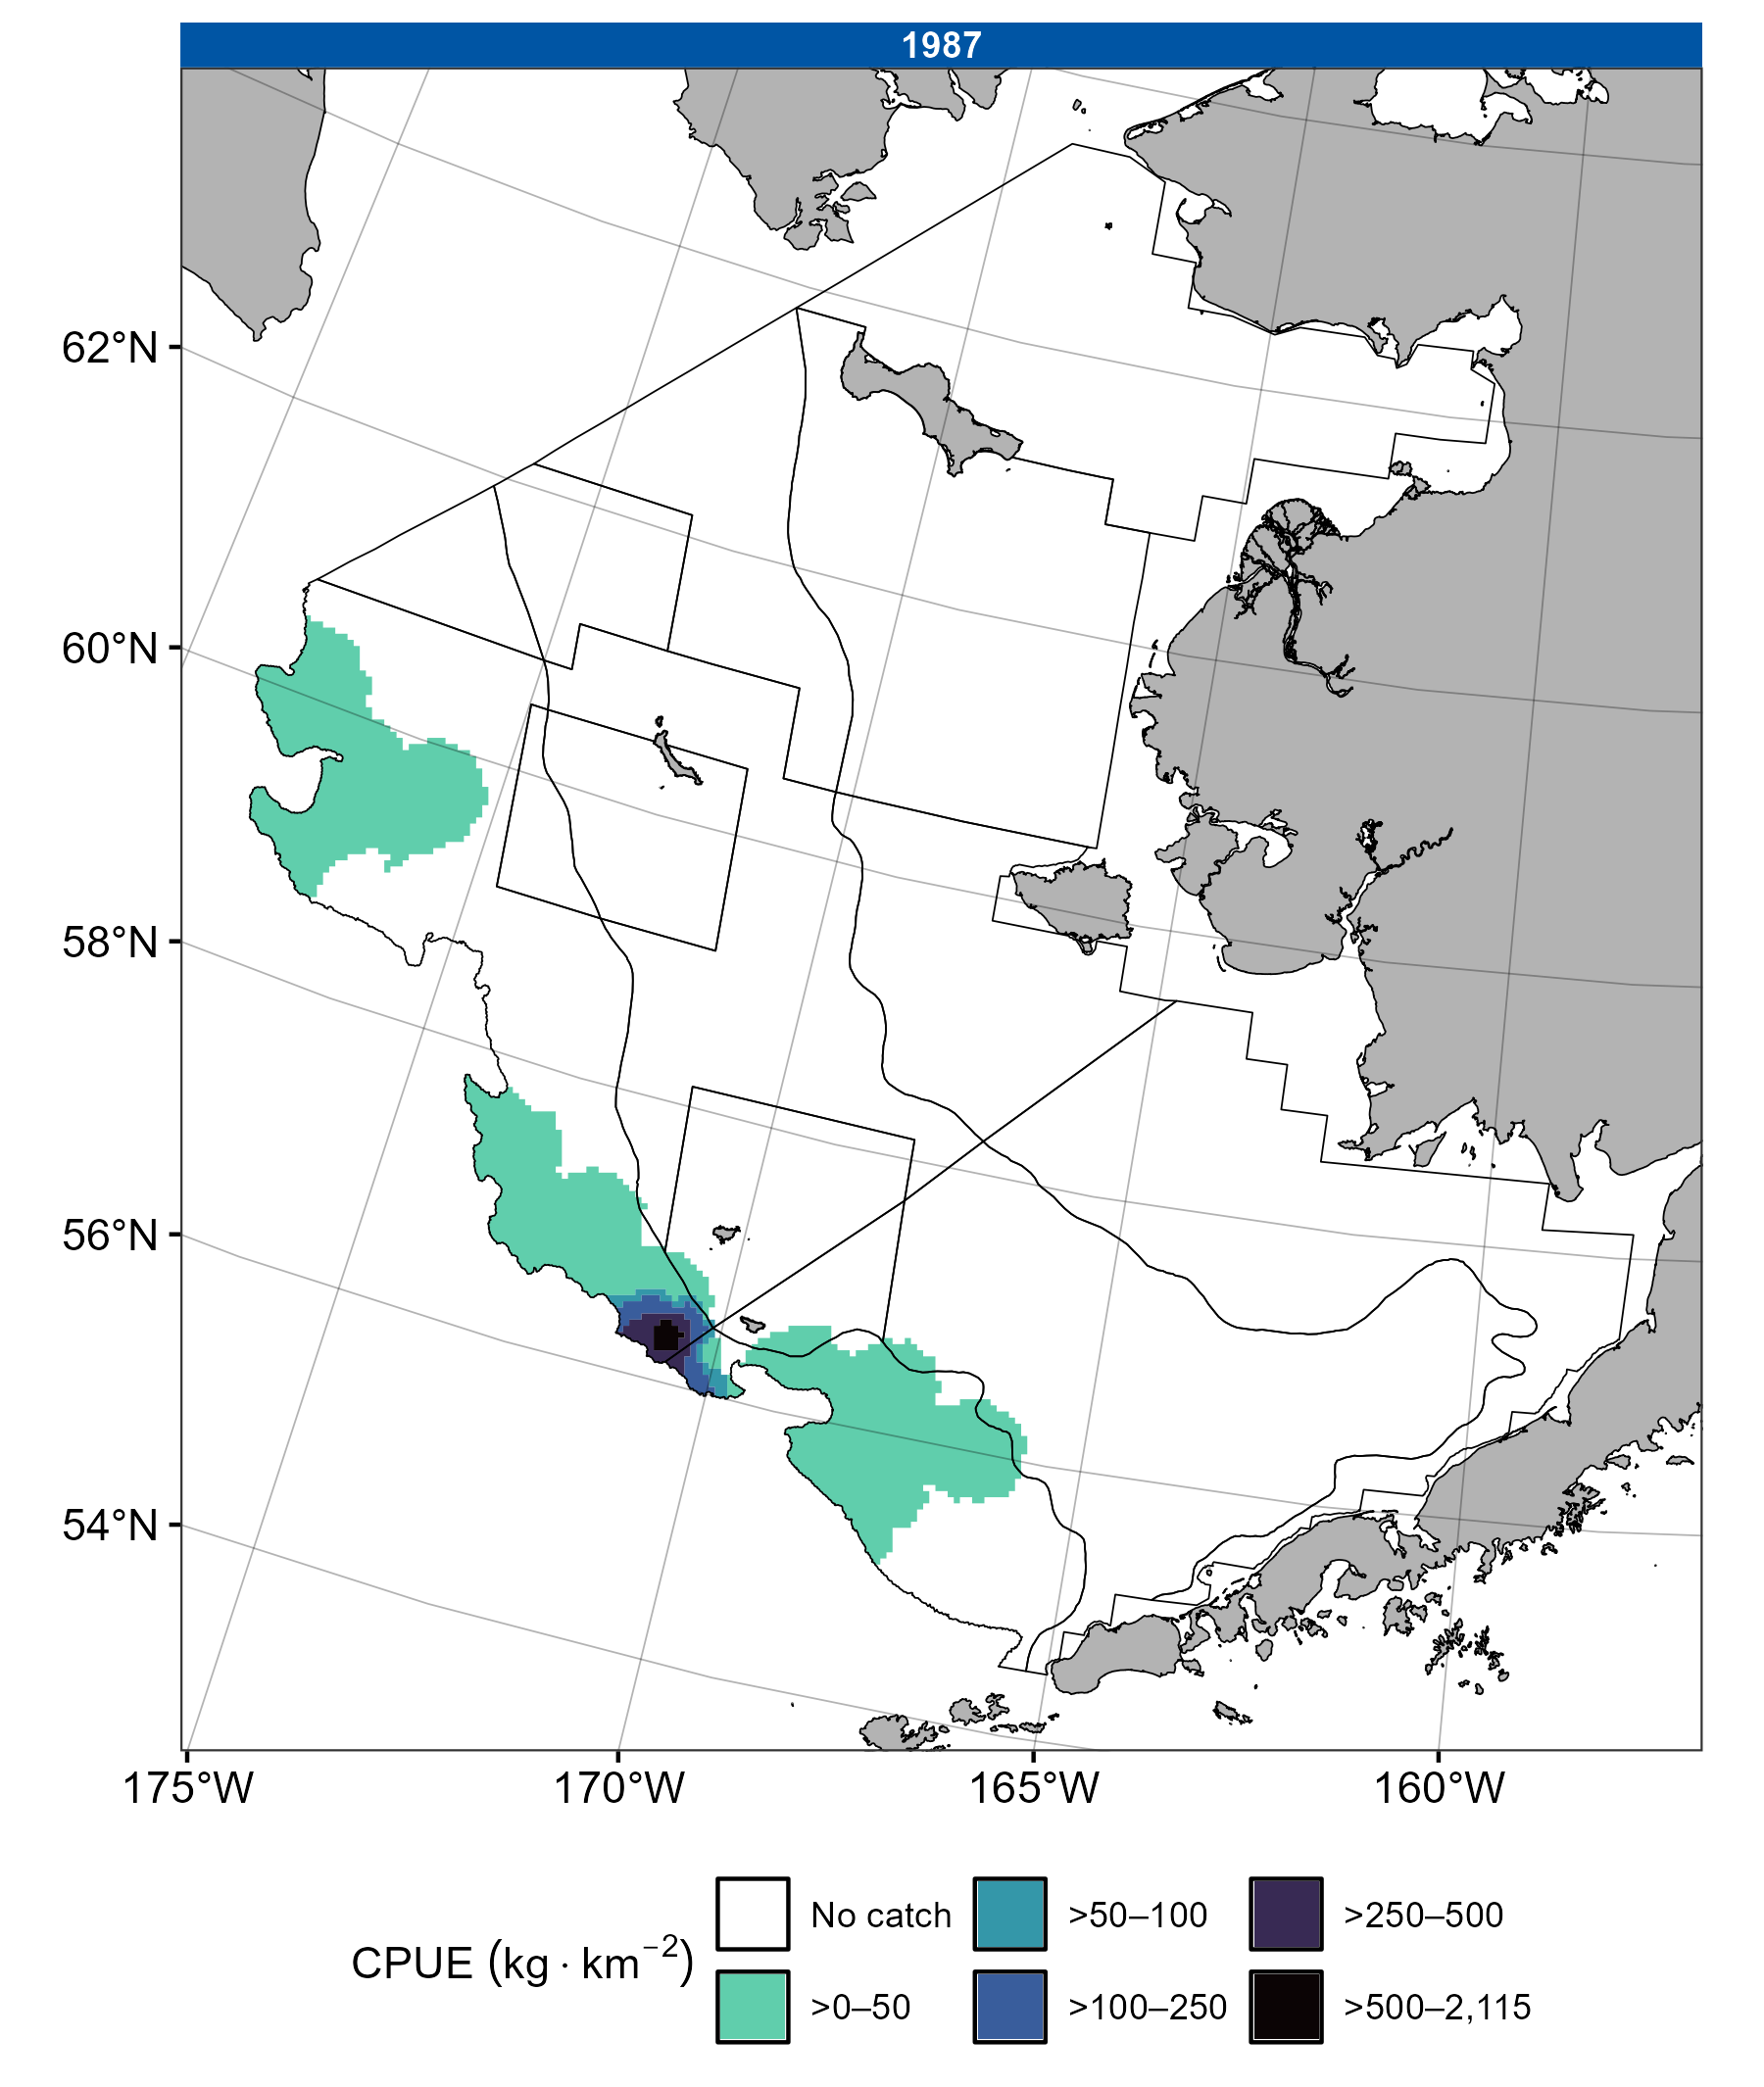 1987
62°N
60°N
58°N
56°N
54°N
175°W 170°W 165°W 160°W
CPUE (kg · km⁻²)
No catch >50–100 >250–500
>0–50 >100–250 >500–2,115